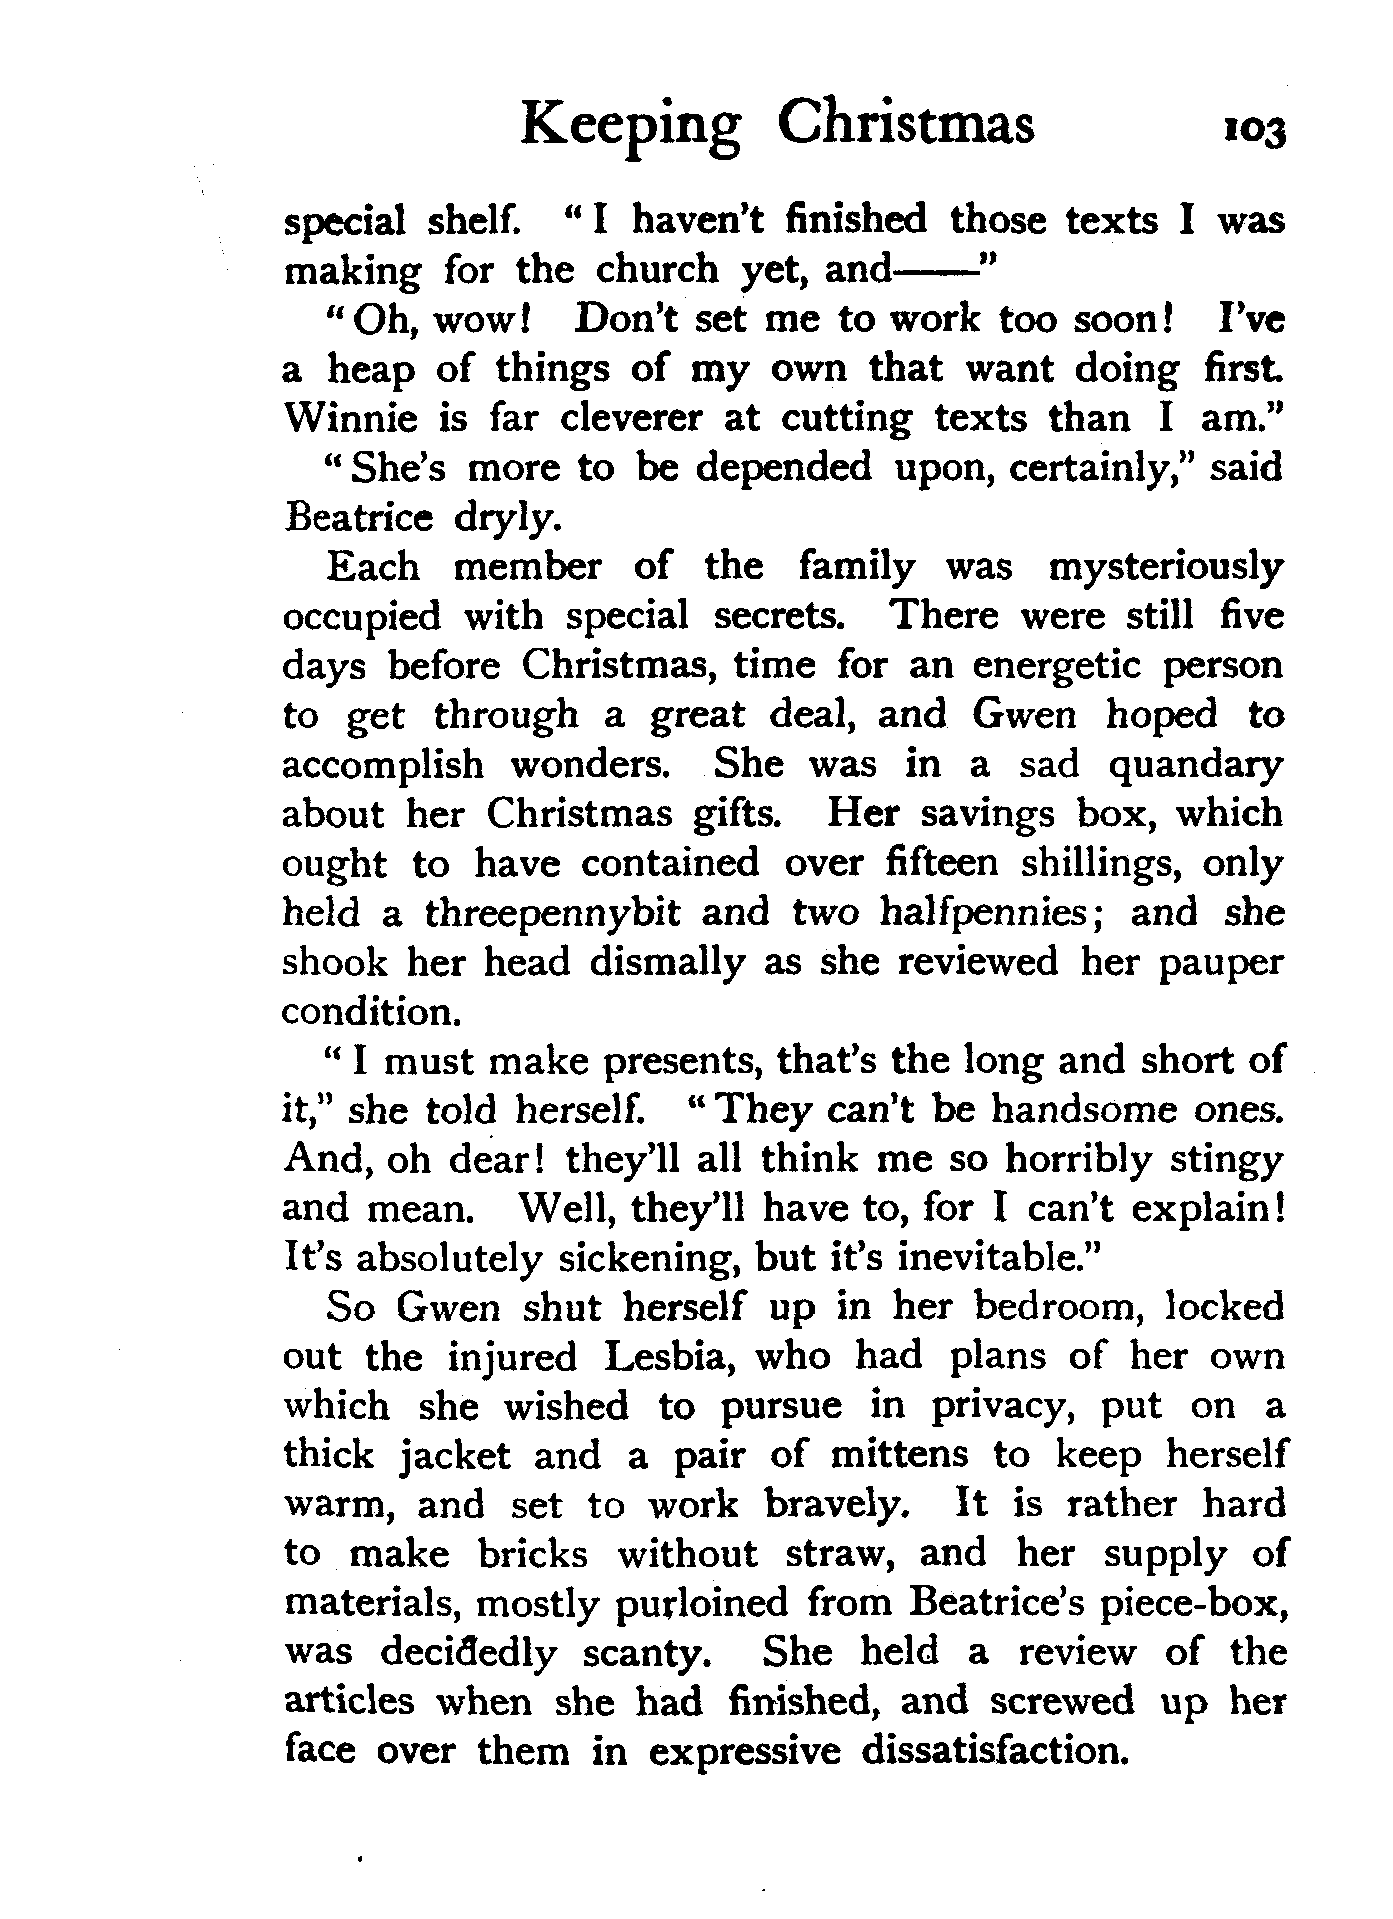 Keeping Christmas 103
special shelf. "I haven't finished those texts I was
making for the church yet, and——"
"Oh, wow! Don't set me to work too soon! I've
a heap of things of my own that want doing first.
Winnie is far cleverer at cutting texts than I am."
"She's more to be depended upon, certainly," said
Beatrice dryly.
Each member of the family was mysteriously
occupied with special secrets. There were still five
days before Christmas, time for an energetic person
to get through a great deal, and Gwen hoped to
accomplish wonders. She was in a sad quandary
about her Christmas gifts. Her savings box, which
ought to have contained over fifteen shillings, only
held a threepennybit and two halfpennies; and she
shook her head dismally as she reviewed her pauper
condition.
"I must make presents, that's the long and short of
it," she told herself. "They can't be handsome ones.
And, oh dear! they'll all think me so horribly stingy
and mean. Well, they'll have to, for I can't explain!
It's absolutely sickening, but it's inevitable."
So Gwen shut herself up in her bedroom, locked
out the injured Lesbia, who had plans of her own
which she wished to pursue in privacy, put on a
thick jacket and a pair of mittens to keep herself
warm, and set to work bravely. It is rather hard
to make bricks without straw, and her supply of
materials, mostly purloined from Beatrice's piece-box,
was decidedly scanty. She held a review of the
articles when she had finished, and screwed up her
face over them in expressive dissatisfaction.